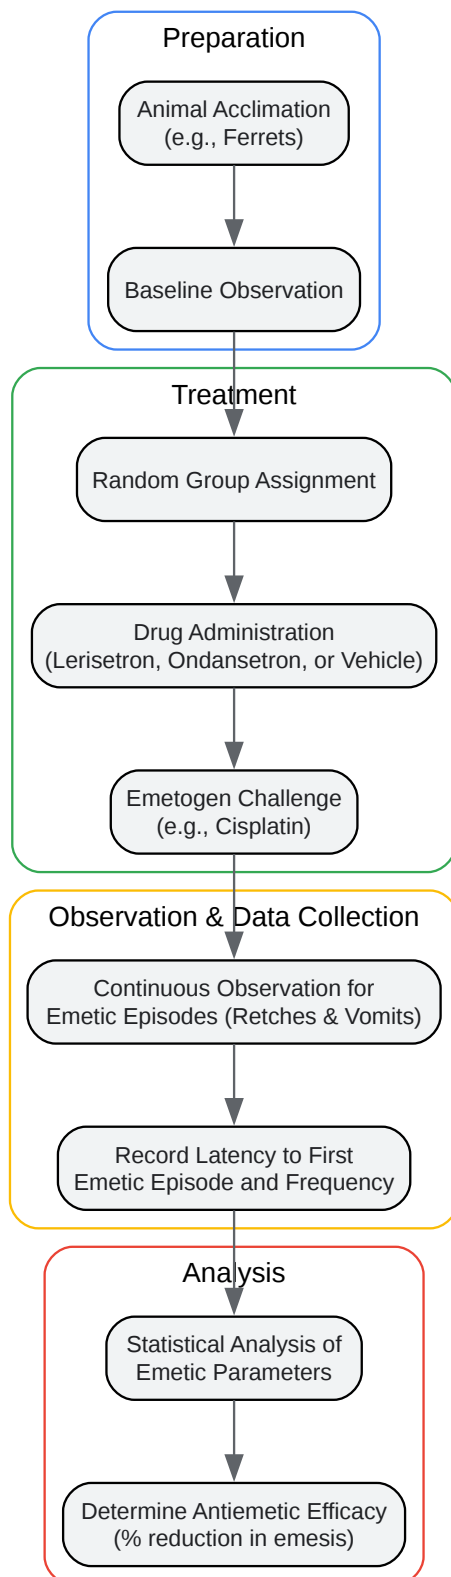 Preparation
Animal Acclimation
(e.g., Ferrets)
Baseline Observation
Treatment
Random Group Assignment
Drug Administration
(Lerisetron, Ondansetron, or Vehicle)
Emetogen Challenge
(e.g., Cisplatin)
Observation & Data Collection
Continuous Observation for
Emetic Episodes (Retches & Vomits)
Record Latency to First
Emetic Episode and Frequency
Analysis
Statistical Analysis of
Emetic Parameters
Determine Antiemetic Efficacy
(% reduction in emesis)